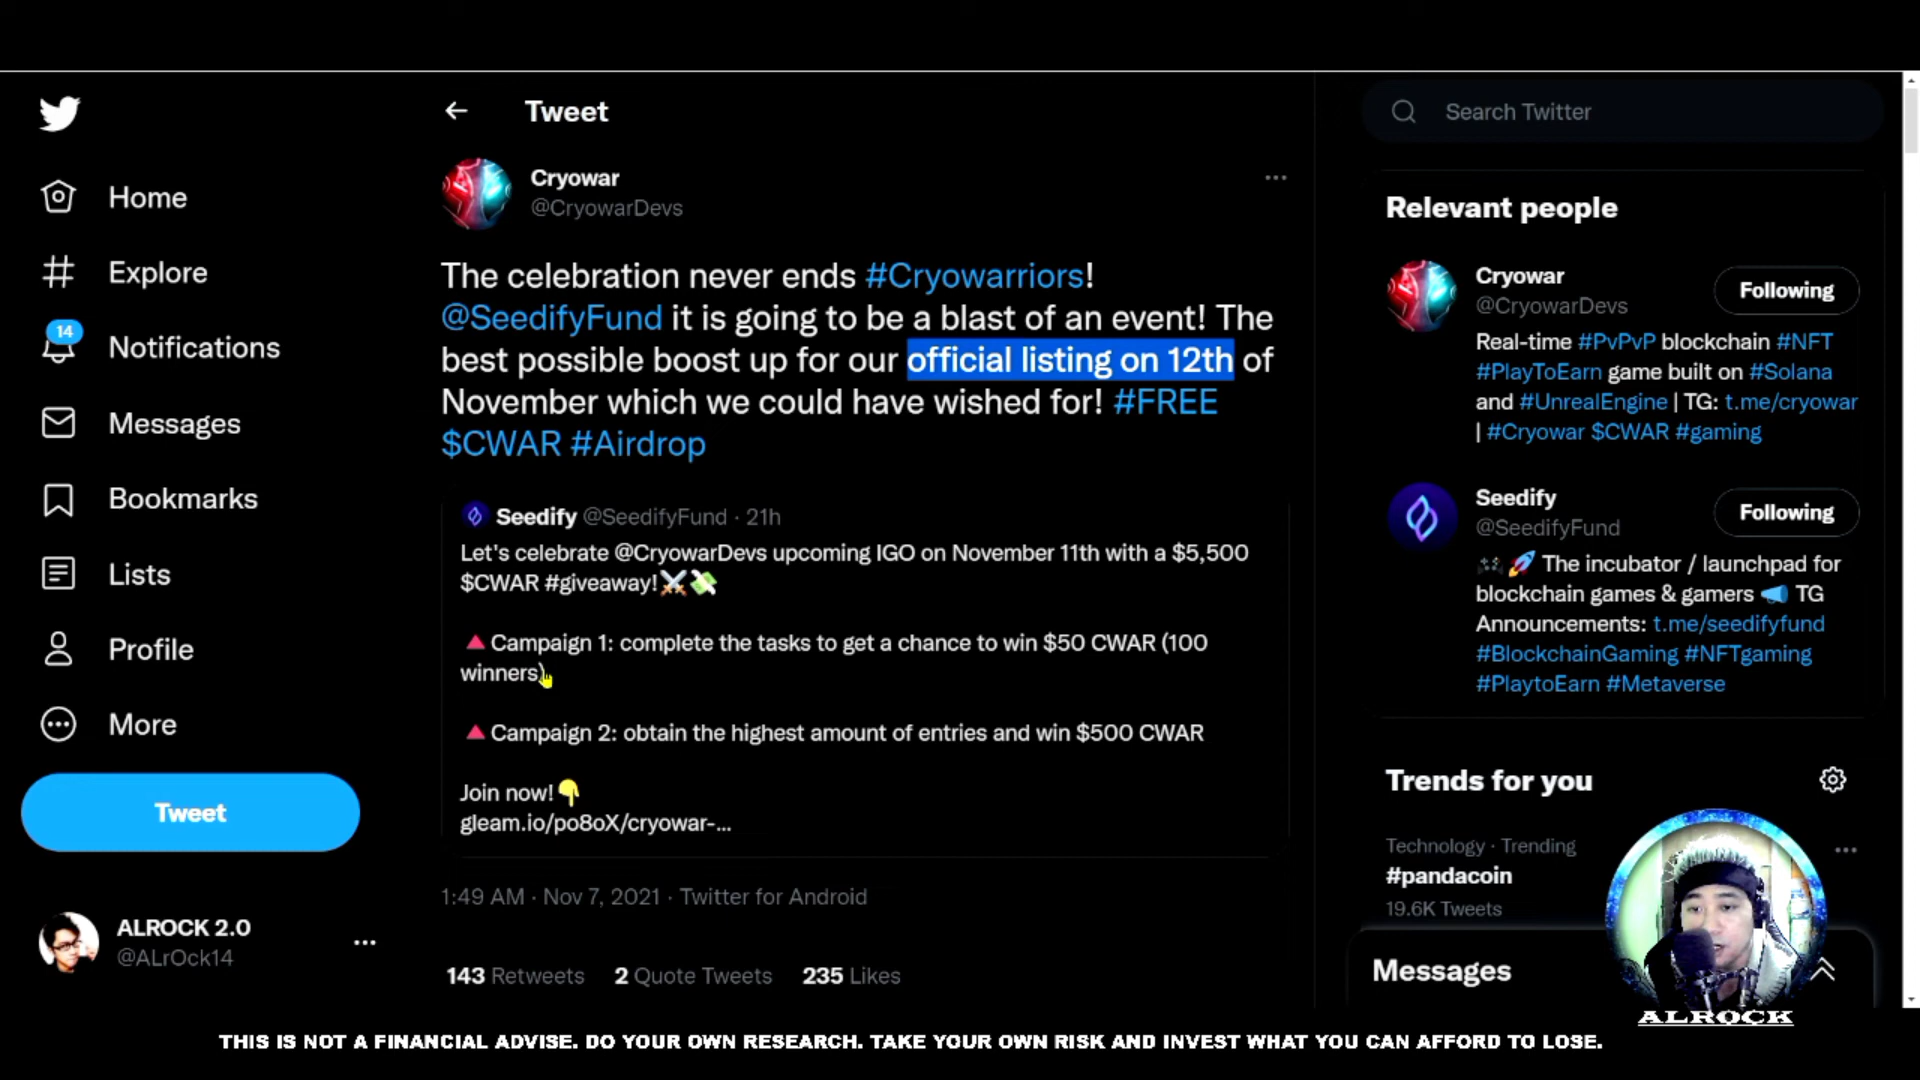 Tweet
Search Twitter
Home
Explore
14
Notifications
Messages
Bookmarks
Lists
Profile
More
Tweet
ALROCK 2.0
@ALrOck14
Cryowar
@CryowarDevs
The celebration never ends #Cryowarriors!
@SeedifyFund it is going to be a blast of an event! The
best possible boost up for our official listing on 12th of
November which we could have wished for! #FREE
$CWAR #Airdrop
Seedify @SeedifyFund · 21h
Let's celebrate @CryowarDevs upcoming IGO on November 11th with a $5,500
$CWAR #giveaway!⚔️💸
🔺Campaign 1: complete the tasks to get a chance to win $50 CWAR (100
winners)
🔺Campaign 2: obtain the highest amount of entries and win $500 CWAR
Join now!👇
gleam.io/po8oX/cryowar-...
1:49 AM · Nov 7, 2021 · Twitter for Android
143 Retweets 2 Quote Tweets 235 Likes
Relevant people
Cryowar
@CryowarDevs
Following
Real-time #PvPvP blockchain #NFT
#PlayToEarn game built on #Solana
and #UnrealEngine | TG: t.me/cryowar
| #Cryowar $CWAR #gaming
Seedify
@SeedifyFund
Following
🎮🚀 The incubator / launchpad for
blockchain games & gamers 📣 TG
Announcements: t.me/seedifyfund
#BlockchainGaming #NFTgaming
#PlaytoEarn #Metaverse
Trends for you
Technology · Trending
#pandacoin
19.6K Tweets
Messages
ALROCK
THIS IS NOT A FINANCIAL ADVISE. DO YOUR OWN RESEARCH. TAKE YOUR OWN RISK AND INVEST WHAT YOU CAN AFFORD TO LOSE.